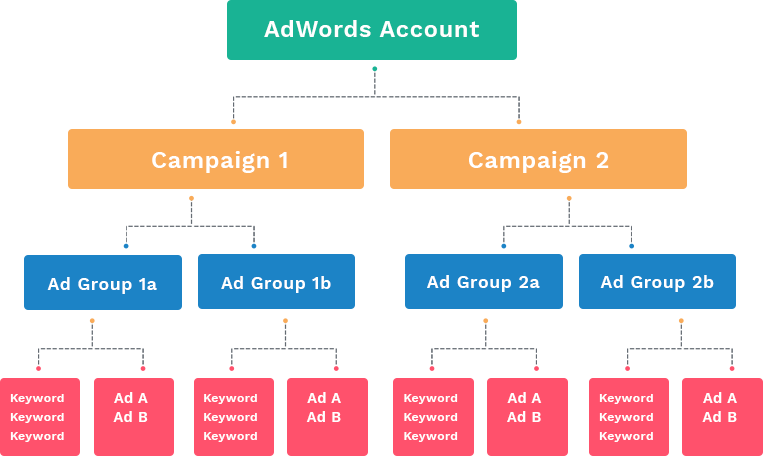 AdWords Account
Campaign 1
Campaign 2
Ad Group 1a
Ad Group 1b
Ad Group 2a
Ad Group 2b
Keyword
Keyword
Keyword
Ad A
Ad B
Keyword
Keyword
Keyword
Ad A
Ad B
Keyword
Keyword
Keyword
Ad A
Ad B
Keyword
Keyword
Keyword
Ad A
Ad B